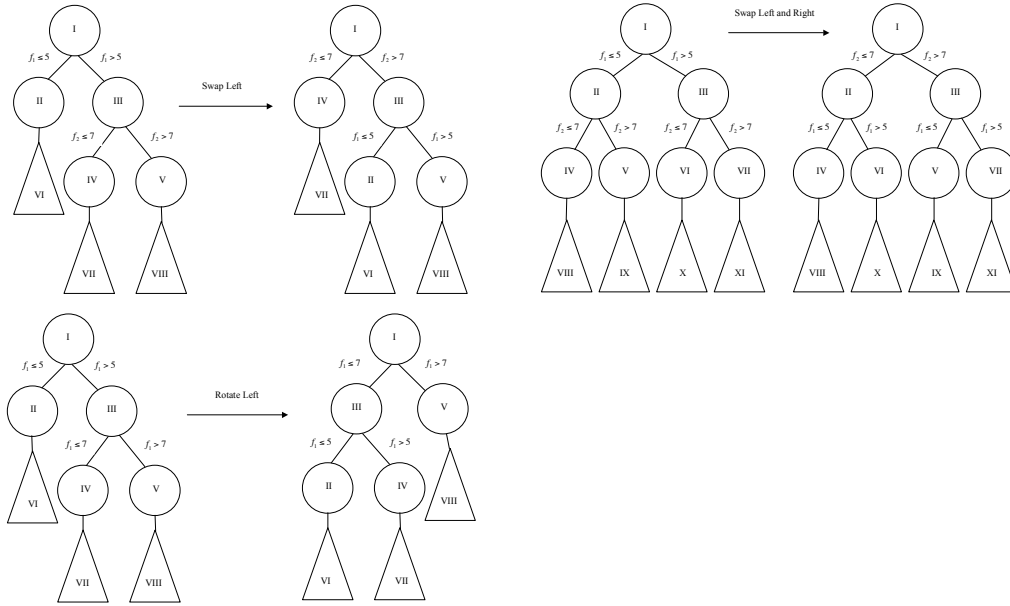 I
f₁ ≤ 5 f₁ > 5
II III
f₂ ≤ 7 f₂ > 7
VI IV V
VII VIII
Swap Left
I
f₂ ≤ 7 f₂ > 7
IV III
f₁ ≤ 5 f₁ > 5
VII II V
VI VIII
I
f₁ ≤ 5 f₁ > 5
II III
f₂ ≤ 7 f₂ > 7 f₂ ≤ 7 f₂ > 7
IV V VI VII
VIII IX X XI
Swap Left and Right
I
f₂ ≤ 7 f₂ > 7
II III
f₁ ≤ 5 f₁ > 5 f₁ ≤ 5 f₁ > 5
IV VI V VII
VIII X IX XI
I
f₁ ≤ 5 f₁ > 5
II III
f₁ ≤ 7 f₁ > 7
VI IV V
VII VIII
Rotate Left
I
f₁ ≤ 7 f₁ > 7
III V
f₁ ≤ 5 f₁ > 5
II IV VIII
VI VII